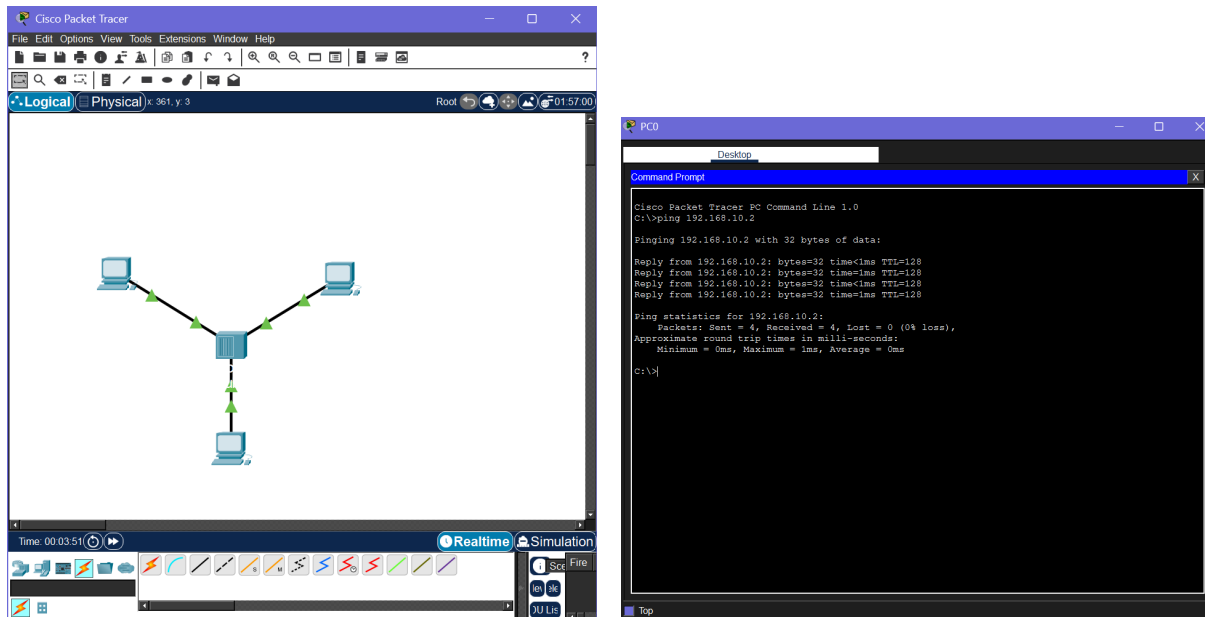 Cisco Packet Tracer
File Edit Options View Tools Extensions Window Help
?
Logical Physical x: 361, y: 3 Root 01:57:00
Time: 00:03:51 Realtime Simulation
Fire
PC0
Desktop
Command Prompt X
Cisco Packet Tracer PC Command Line 1.0
C:\>ping 192.168.10.2
Pinging 192.168.10.2 with 32 bytes of data:
Reply from 192.168.10.2: bytes=32 time<1ms TTL=128
Reply from 192.168.10.2: bytes=32 time=1ms TTL=128
Reply from 192.168.10.2: bytes=32 time<1ms TTL=128
Reply from 192.168.10.2: bytes=32 time=1ms TTL=128
Ping statistics for 192.168.10.2:
Packets: Sent = 4, Received = 4, Lost = 0 (0% loss),
Approximate round trip times in milli-seconds:
Minimum = 0ms, Maximum = 1ms, Average = 0ms
C:\>
Top